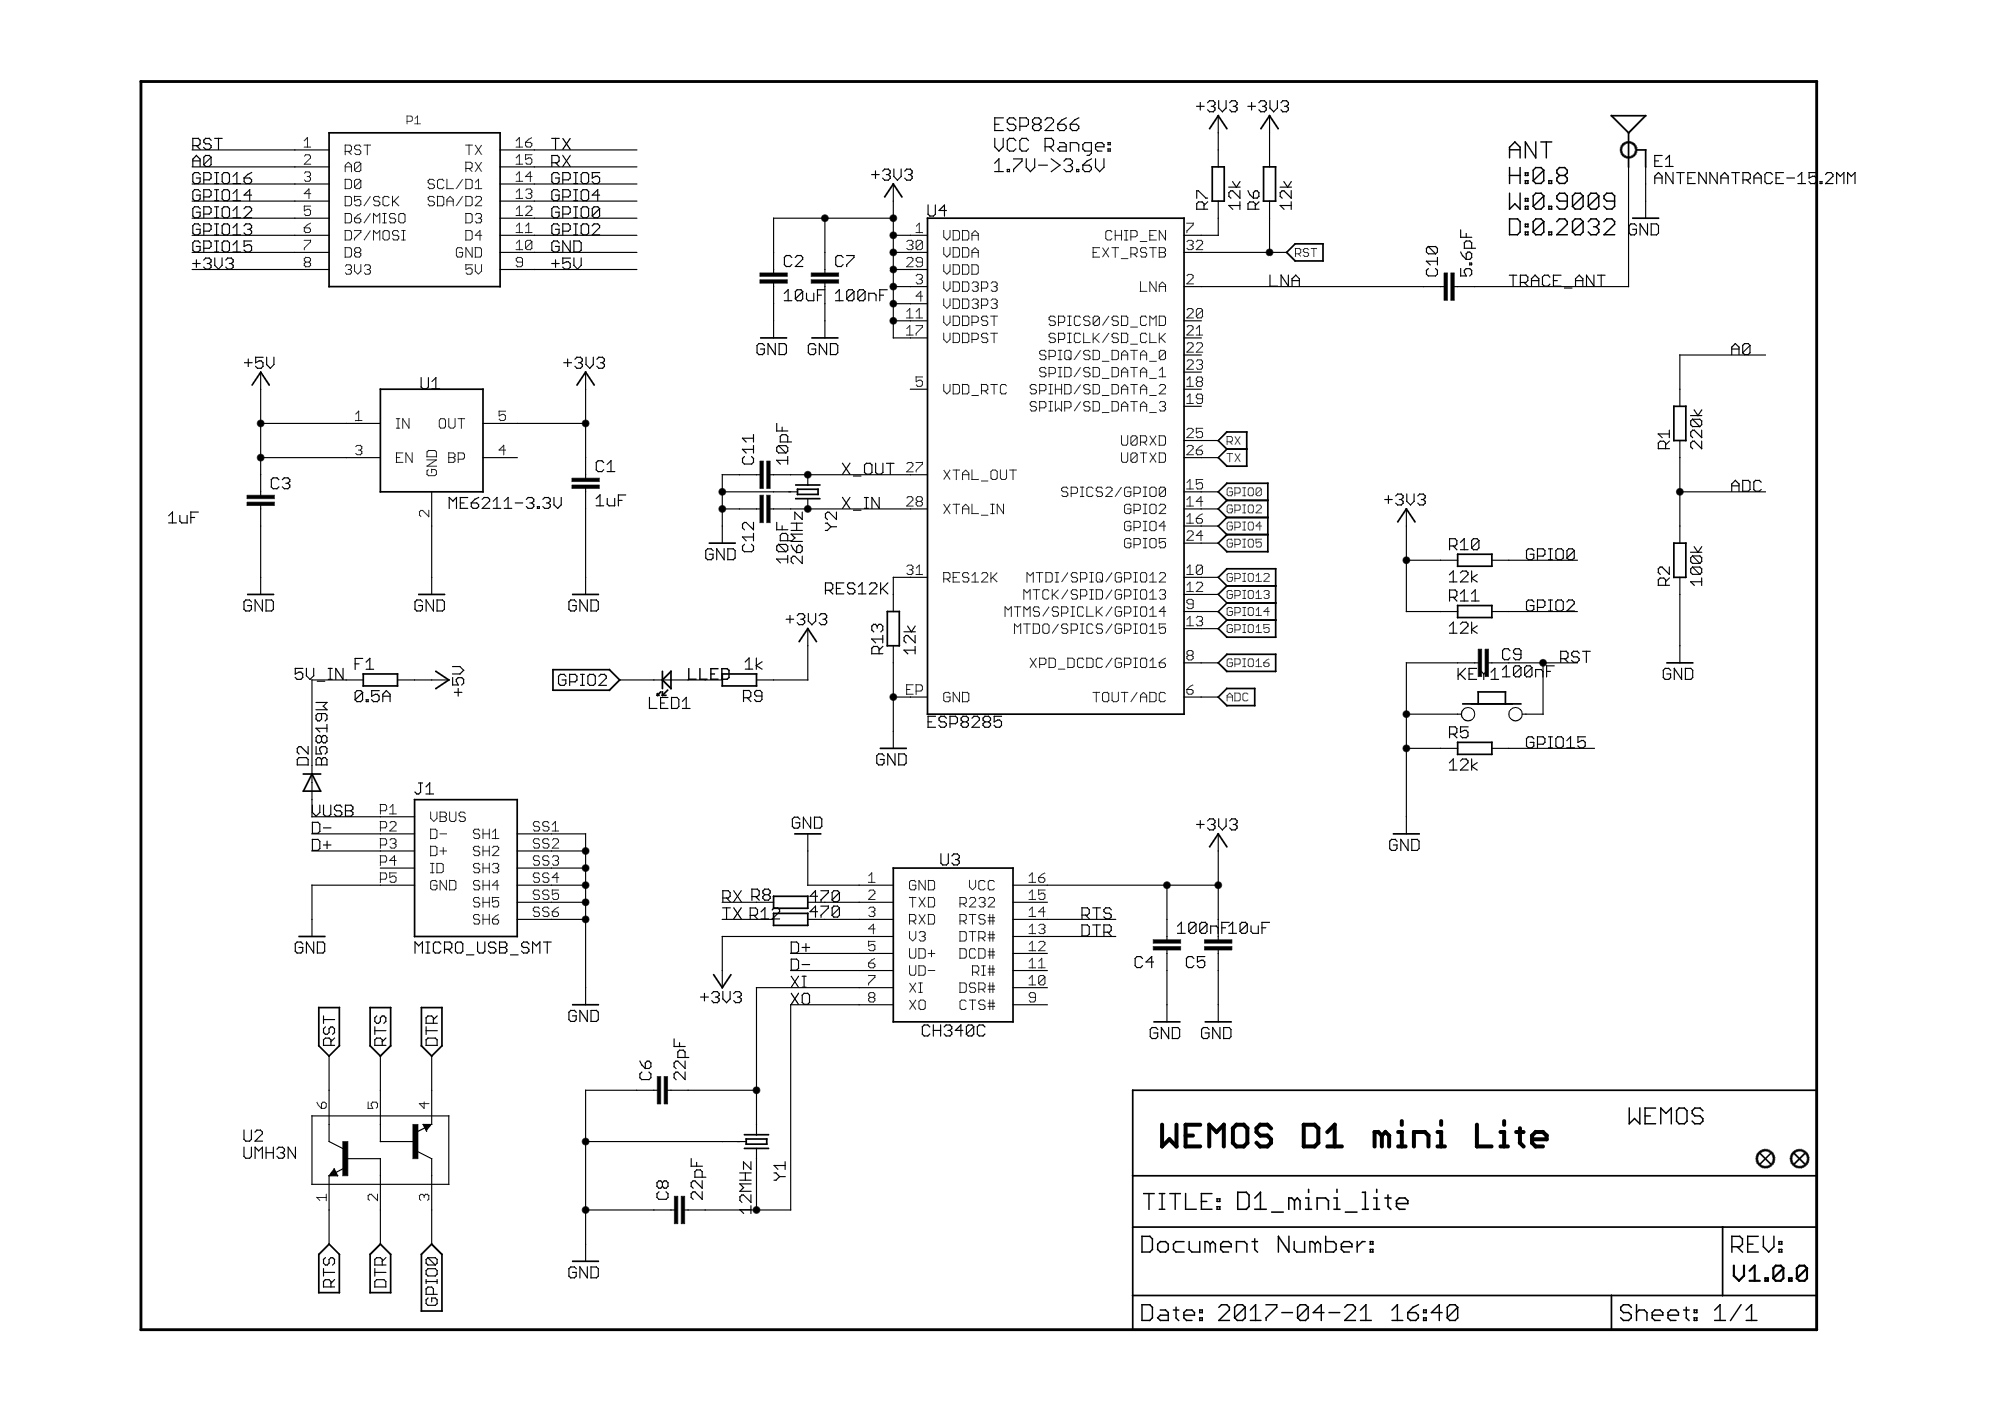 P1
RST 1 RST TX 16 TX
A0 2 A0 RX 15 RX
GPIO16 3 D0 SCL/D1 14 GPIO5
GPIO14 4 D5/SCK SDA/D2 13 GPIO4
GPIO12 5 D6/MISO D3 12 GPIO0
GPIO13 6 D7/MOSI D4 11 GPIO2
GPIO15 7 D8 GND 10 GND
+3V3 8 3V3 5V 9 +5V
+5V
+3V3
U1
1 IN OUT 5
3 EN GND BP 4
2
ME6211-3.3V
C3
1uF
C1
1uF
GND
GND
GND
5V_IN
F1
0.5A
+5V
D2
B5819W
GPIO2
LED1
LLED
1k
R9
+3V3
J1
VUSB P1 VBUS
D- P2 D- SH1 SS1
D+ P3 D+ SH2 SS2
P4 ID SH3 SS3
P5 GND SH4 SS4
SH5 SS5
SH6 SS6
MICRO_USB_SMT
GND
GND
RST
RTS
DTR
6
5
4
U2
UMH3N
1
2
3
RTS
DTR
GPIO0
ESP8266
VCC Range:
1.7V->3.6V
+3V3
C2
10uF
C7
100nF
GND
GND
U4
1 VDDA
30 VDDA
29 VDDD
3 VDD3P3
4 VDD3P3
11 VDDPST
17 VDDPST
5 VDD_RTC
X_OUT 27 XTAL_OUT
X_IN 28 XTAL_IN
31 RES12K
EP GND
ESP8285
CHIP_EN 7
EXT_RSTB 32 RST
LNA 2 LNA
SPICS0/SD_CMD 20
SPICLK/SD_CLK 21
SPIQ/SD_DATA_0 22
SPID/SD_DATA_1 23
SPIHD/SD_DATA_2 18
SPIWP/SD_DATA_3 19
U0RXD 25 RX
U0TXD 26 TX
SPICS2/GPIO0 15 GPIO0
GPIO2 14 GPIO2
GPIO4 16 GPIO4
GPIO5 24 GPIO5
MTDI/SPIQ/GPIO12 10 GPIO12
MTCK/SPID/GPIO13 12 GPIO13
MTMS/SPICLK/GPIO14 9 GPIO14
MTDO/SPICS/GPIO15 13 GPIO15
XPD_DCDC/GPIO16 8 GPIO16
TOUT/ADC 6 ADC
C11
10pF
C12
10pF
26MHz
Y2
GND
RES12K
R13
12k
GND
+3V3 +3V3
R7
12k
R6
12k
C10
5.6pF
TRACE_ANT
ANT
H:0.8
W:0.9009
D:0.2032
E1
ANTENNATRACE-15.2MM
GND
A0
R1
220k
ADC
R2
100k
GND
+3V3
R10
12k
GPIO0
R11
12k
GPIO2
C9
100nF
RST
KEY1
R5
12k
GPIO15
GND
GND
U3
1 GND VCC 16
RX R8 470 2 TXD R232 15
TX R12 470 3 RXD RTS# 14 RTS
4 V3 DTR# 13 DTR
D+ 5 UD+ DCD# 12
D- 6 UD- RI# 11
XI 7 XI DSR# 10
XO 8 XO CTS# 9
CH340C
+3V3
+3V3
100nF
C4
10uF
C5
GND
GND
C6
22pF
C8
22pF
12MHz
Y1
GND
WEMOS D1 mini Lite
WEMOS
TITLE: D1_mini_lite
Document Number:
REV:
V1.0.0
Date: 2017-04-21 16:40
Sheet: 1/1